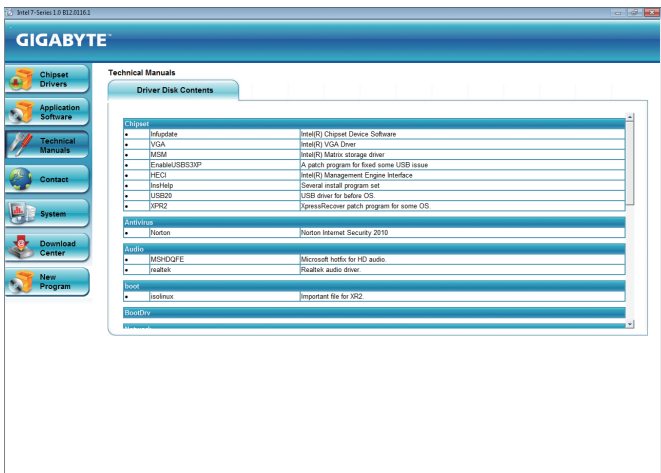 Intel 7-Series 1.0 B12.0116.1
GIGABYTE™
Chipset
Drivers
Application
Software
Technical
Manuals
Contact
System
Download
Center
New
Program
Technical Manuals
Driver Disk Contents
Chipset
• Infupdate Intel(R) Chipset Device Software
• VGA Intel(R) VGA Drver
• MSM Intel(R) Matrix storage driver
• EnableUSBS3XP A patch program for fixed some USB issue
• HECI Intel(R) Management Engine Interface
• InsHelp Several install program set
• USB20 USB driver for before OS.
• XPR2 XpressRecover patch program for some OS.
Antivirus
• Norton Norton Internet Security 2010
Audio
• MSHDQFE Microsoft hotfix for HD audio.
• realtek Realtek audio driver.
boot
• isolinux Important file for XR2.
BootDrv